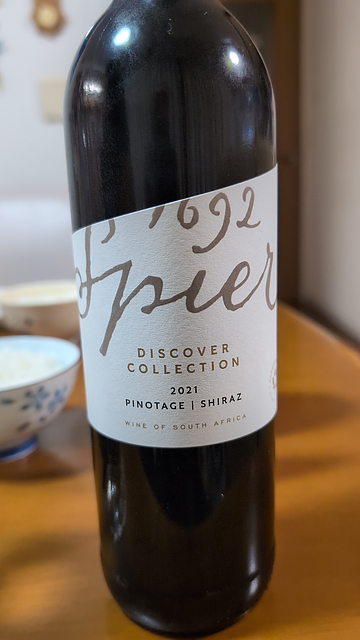 1692
Spier
DISCOVER
COLLECTION
2021
PINOTAGE | SHIRAZ
WINE OF SOUTH AFRICA